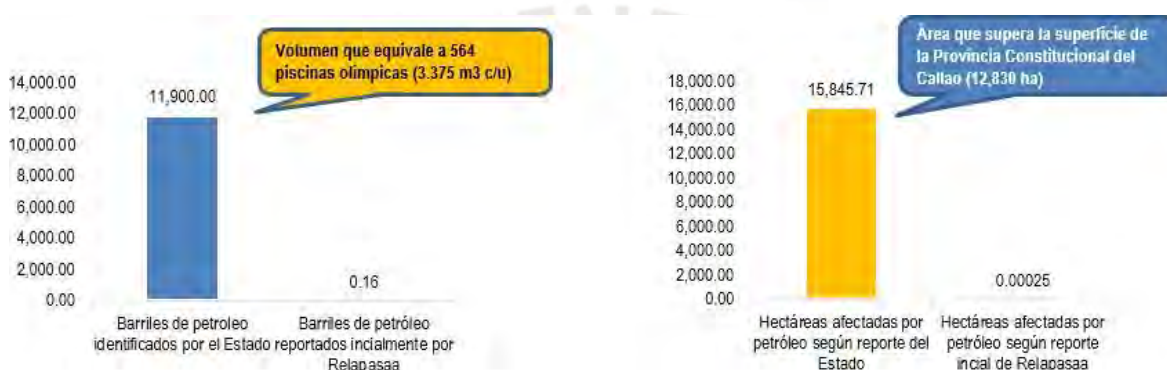 Volumen que equivale a 564
piscinas olímpicas (3.375 m3 c/u)
14,000.00
12,000.00
10,000.00
8,000.00
6,000.00
4,000.00
2,000.00
0.00
11,900.00
0.16
Barriles de petroleo
identificados por el Estado
Barriles de petróleo
reportados incialmente por
Relapasaa
Área que supera la superficie de
la Provincia Constitucional del
Callao (12,830 ha)
18,000.00
16,000.00
14,000.00
12,000.00
10,000.00
8,000.00
6,000.00
4,000.00
2,000.00
0.00
15,845.71
0.00025
Hectáreas afectadas por
petróleo según reporte del
Estado
Hectáreas afectadas por
petróleo según reporte
incial de Relapasaa